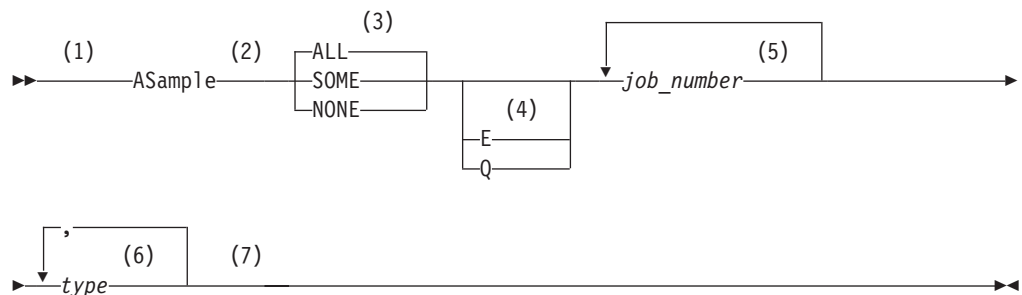 (1) (2) (3)
ALL
ASample SOME job_number (5)
NONE (4)
E
Q
,
type (6) (7)